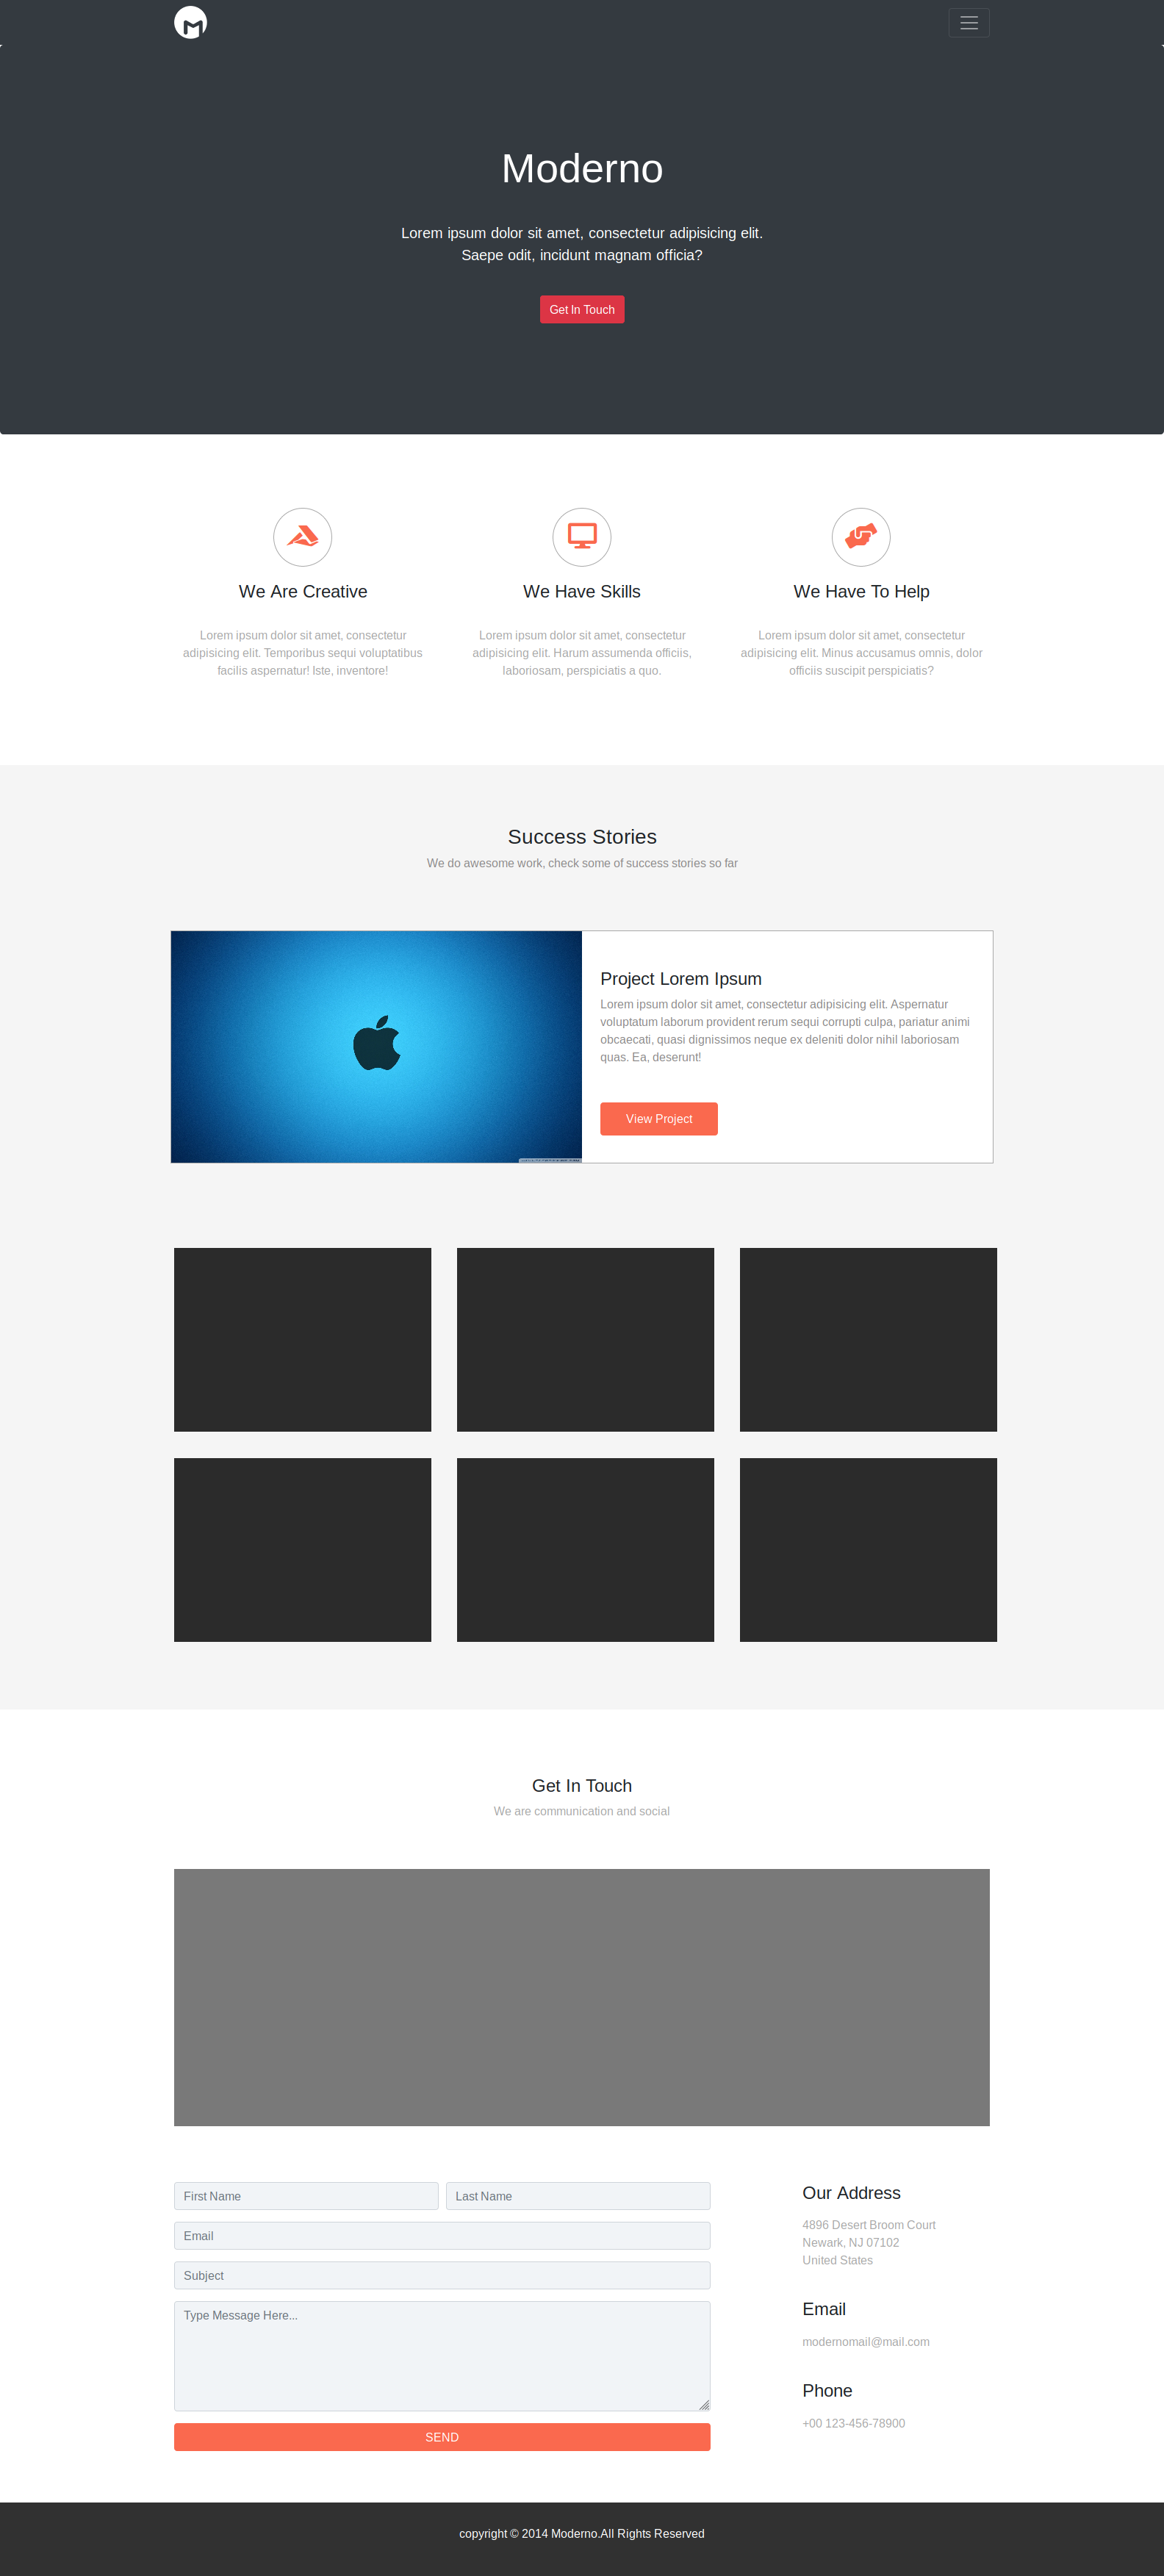 Moderno
Lorem ipsum dolor sit amet, consectetur adipisicing elit.
Saepe odit, incidunt magnam officia?
Get In Touch
We Are Creative
Lorem ipsum dolor sit amet, consectetur
adipisicing elit. Temporibus sequi voluptatibus
facilis aspernatur! Iste, inventore!
We Have Skills
Lorem ipsum dolor sit amet, consectetur
adipisicing elit. Harum assumenda officiis,
laboriosam, perspiciatis a quo.
We Have To Help
Lorem ipsum dolor sit amet, consectetur
adipisicing elit. Minus accusamus omnis, dolor
officiis suscipit perspiciatis?
Success Stories
We do awesome work, check some of success stories so far
Project Lorem Ipsum
Lorem ipsum dolor sit amet, consectetur adipisicing elit. Aspernatur
voluptatum laborum provident rerum sequi corrupti culpa, pariatur animi
obcaecati, quasi dignissimos neque ex deleniti dolor nihil laboriosam
quas. Ea, deserunt!
View Project
Get In Touch
We are communication and social
First Name
Last Name
Email
Subject
Type Message Here...
SEND
Our Address
4896 Desert Broom Court
Newark, NJ 07102
United States
Email
modernomail@mail.com
Phone
+00 123-456-78900
copyright © 2014 Moderno.All Rights Reserved